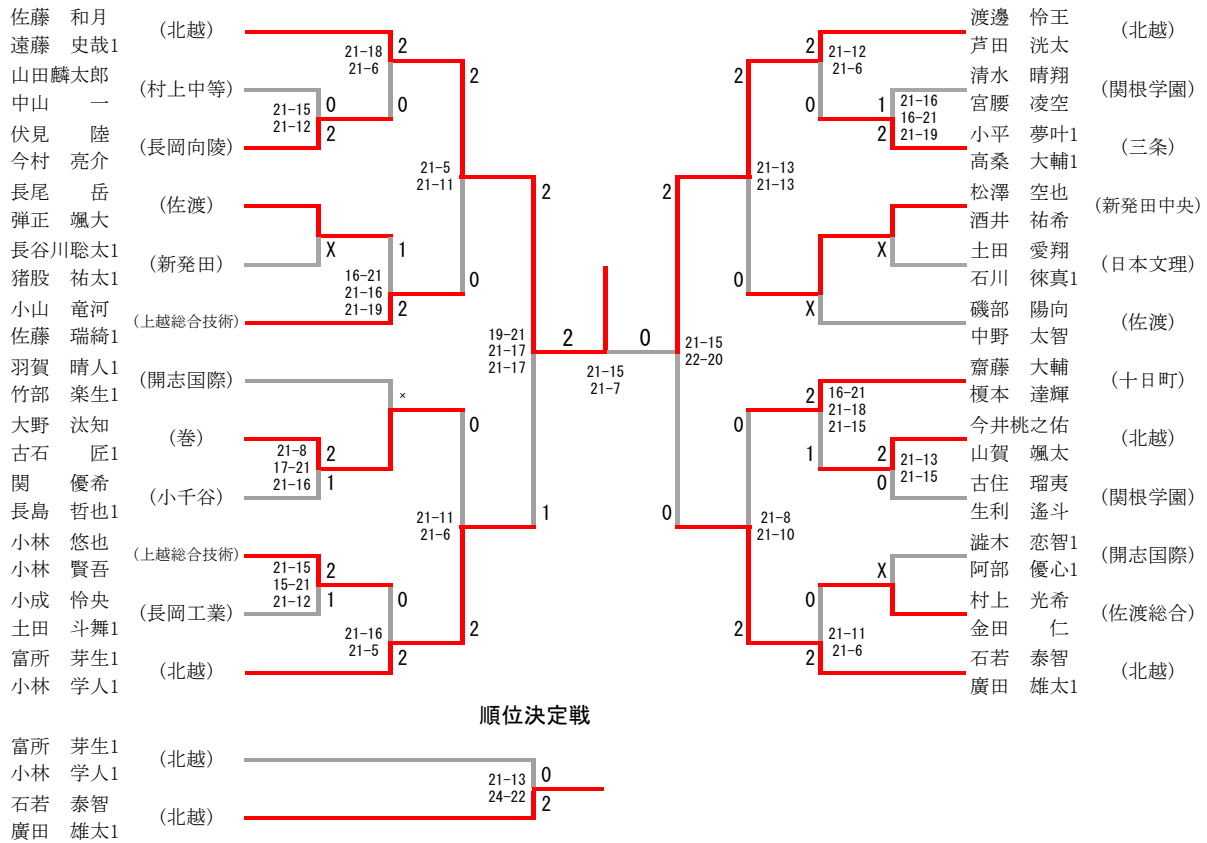 佐藤　和月
遠藤　史哉1
(北越)
山田麟太郎
中山　　一
(村上中等)
伏見　　陸
今村　亮介
(長岡向陵)
長尾　　岳
弾正　颯大
(佐渡)
長谷川聡太1
猪股　祐太1
(新発田)
小山　竜河
佐藤　瑞綺1
(上越総合技術)
羽賀　晴人1
竹部　楽生1
(開志国際)
大野　汰知
古石　　匠1
(巻)
関　　優希
長島　哲也1
(小千谷)
小林　悠也
小林　賢吾
(上越総合技術)
小成　怜央
土田　斗舞1
(長岡工業)
富所　芽生1
小林　学人1
(北越)
21-15
21-12
0
2
X
21-8
17-21
21-16
2
1
21-15
15-21
21-12
2
1
21-18
21-6
2
0
16-21
21-16
21-19
1
2
×
21-16
21-5
0
2
21-5
21-11
2
0
21-11
21-6
0
2
19-21
21-17
21-17
2
1
2
0
21-15
21-7
21-15
22-20
2
0
21-13
21-13
2
0
21-8
21-10
0
2
21-12
21-6
2
0
X
16-21
21-18
21-15
2
1
21-11
21-6
0
2
21-16
16-21
21-19
1
2
X
21-13
21-15
2
0
X
渡邊　怜王
芦田　洸太
(北越)
清水　晴翔
宮腰　凌空
(関根学園)
小平　夢叶1
高桑　大輔1
(三条)
松澤　空也
酒井　祐希
(新発田中央)
土田　愛翔
石川　徠真1
(日本文理)
磯部　陽向
中野　太智
(佐渡)
齋藤　大輔
榎本　達輝
(十日町)
今井桃之佑
山賀　颯太
(北越)
古住　瑠夷
生利　遙斗
(関根学園)
澁木　恋智1
阿部　優心1
(開志国際)
村上　光希
金田　　仁
(佐渡総合)
石若　泰智
廣田　雄太1
(北越)
順位決定戦
富所　芽生1
小林　学人1
(北越)
石若　泰智
廣田　雄太1
(北越)
21-13
24-22
0
2